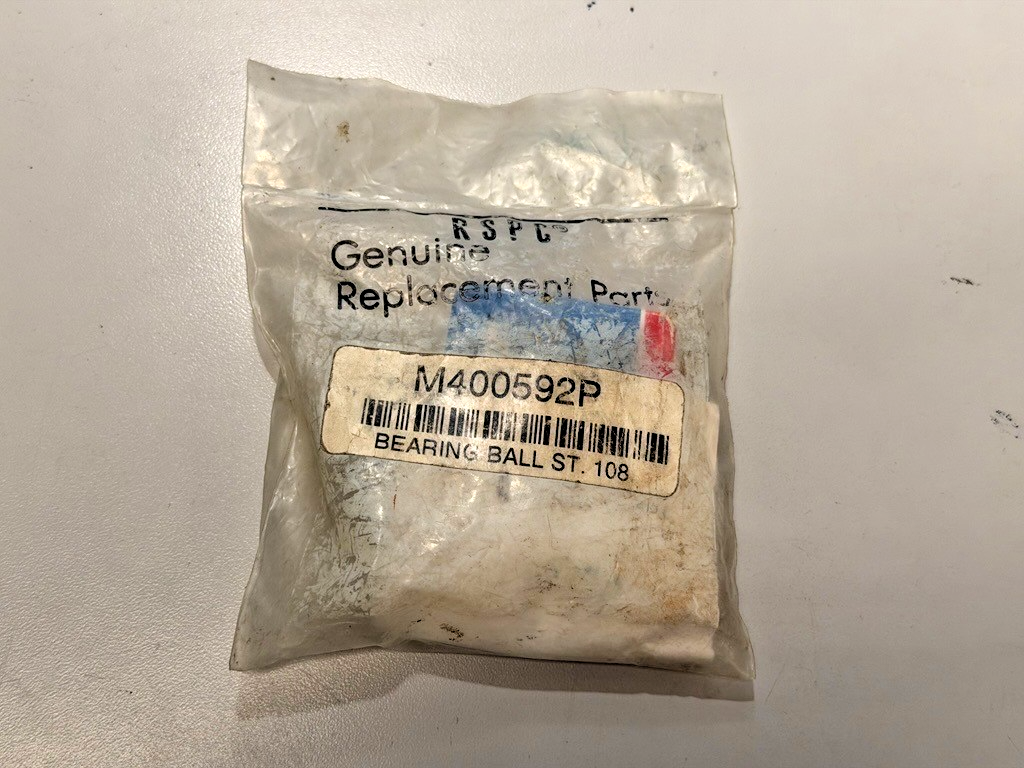 RSPC®
Genuine
Replacement Parts
M400592P
BEARING BALL ST. 108